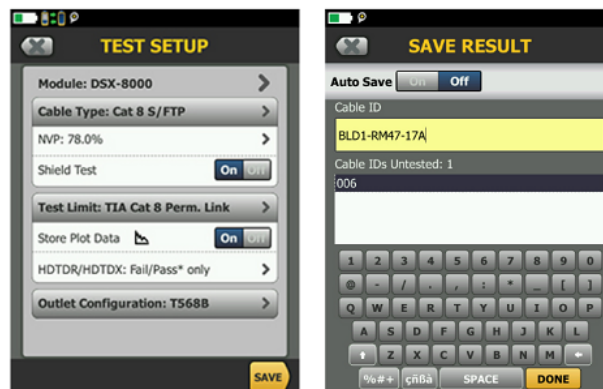 TEST SETUP
Module: DSX-8000
Cable Type: Cat 8 S/FTP
NVP: 78.0%
Shield Test On Off
Test Limit: TIA Cat 8 Perm. Link
Store Plot Data On Off
HDTDR/HDTDX: Fail/Pass* only
Outlet Configuration: T568B
SAVE
SAVE RESULT
Auto Save On Off
Cable ID
BLD1-RM47-17A
Cable IDs Untested: 1
006
1 2 3 4 5 6 7 8 9 0
@ - / . , : * _ [ ]
Q W E R T Y U I O P
A S D F G H J K L
Z X C V B N M
%#+ çñßà SPACE DONE